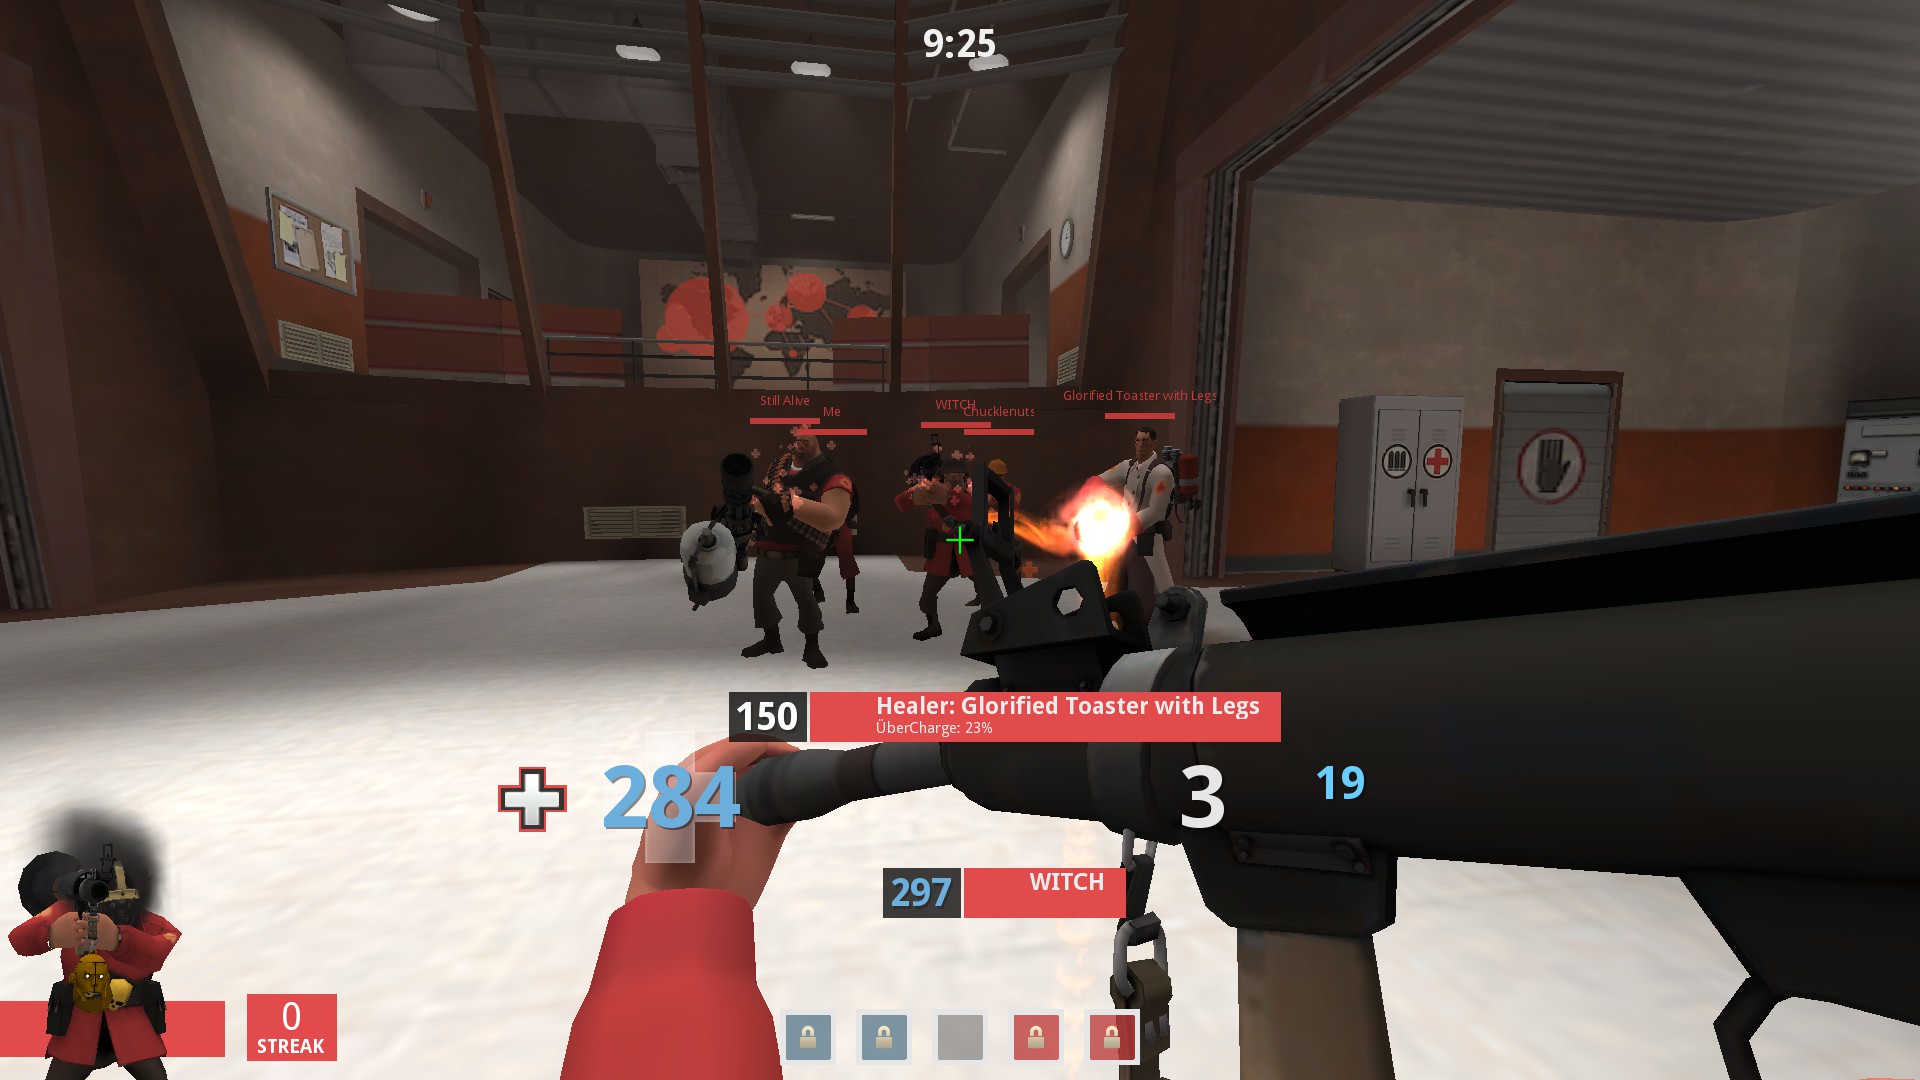 9:25
Glorified Toaster with Legs
Still Alive
WITCH
Me
Chucklenuts
150
Healer: Glorified Toaster with Legs
ÜberCharge: 23%
284
3
19
297
WITCH
0
STREAK